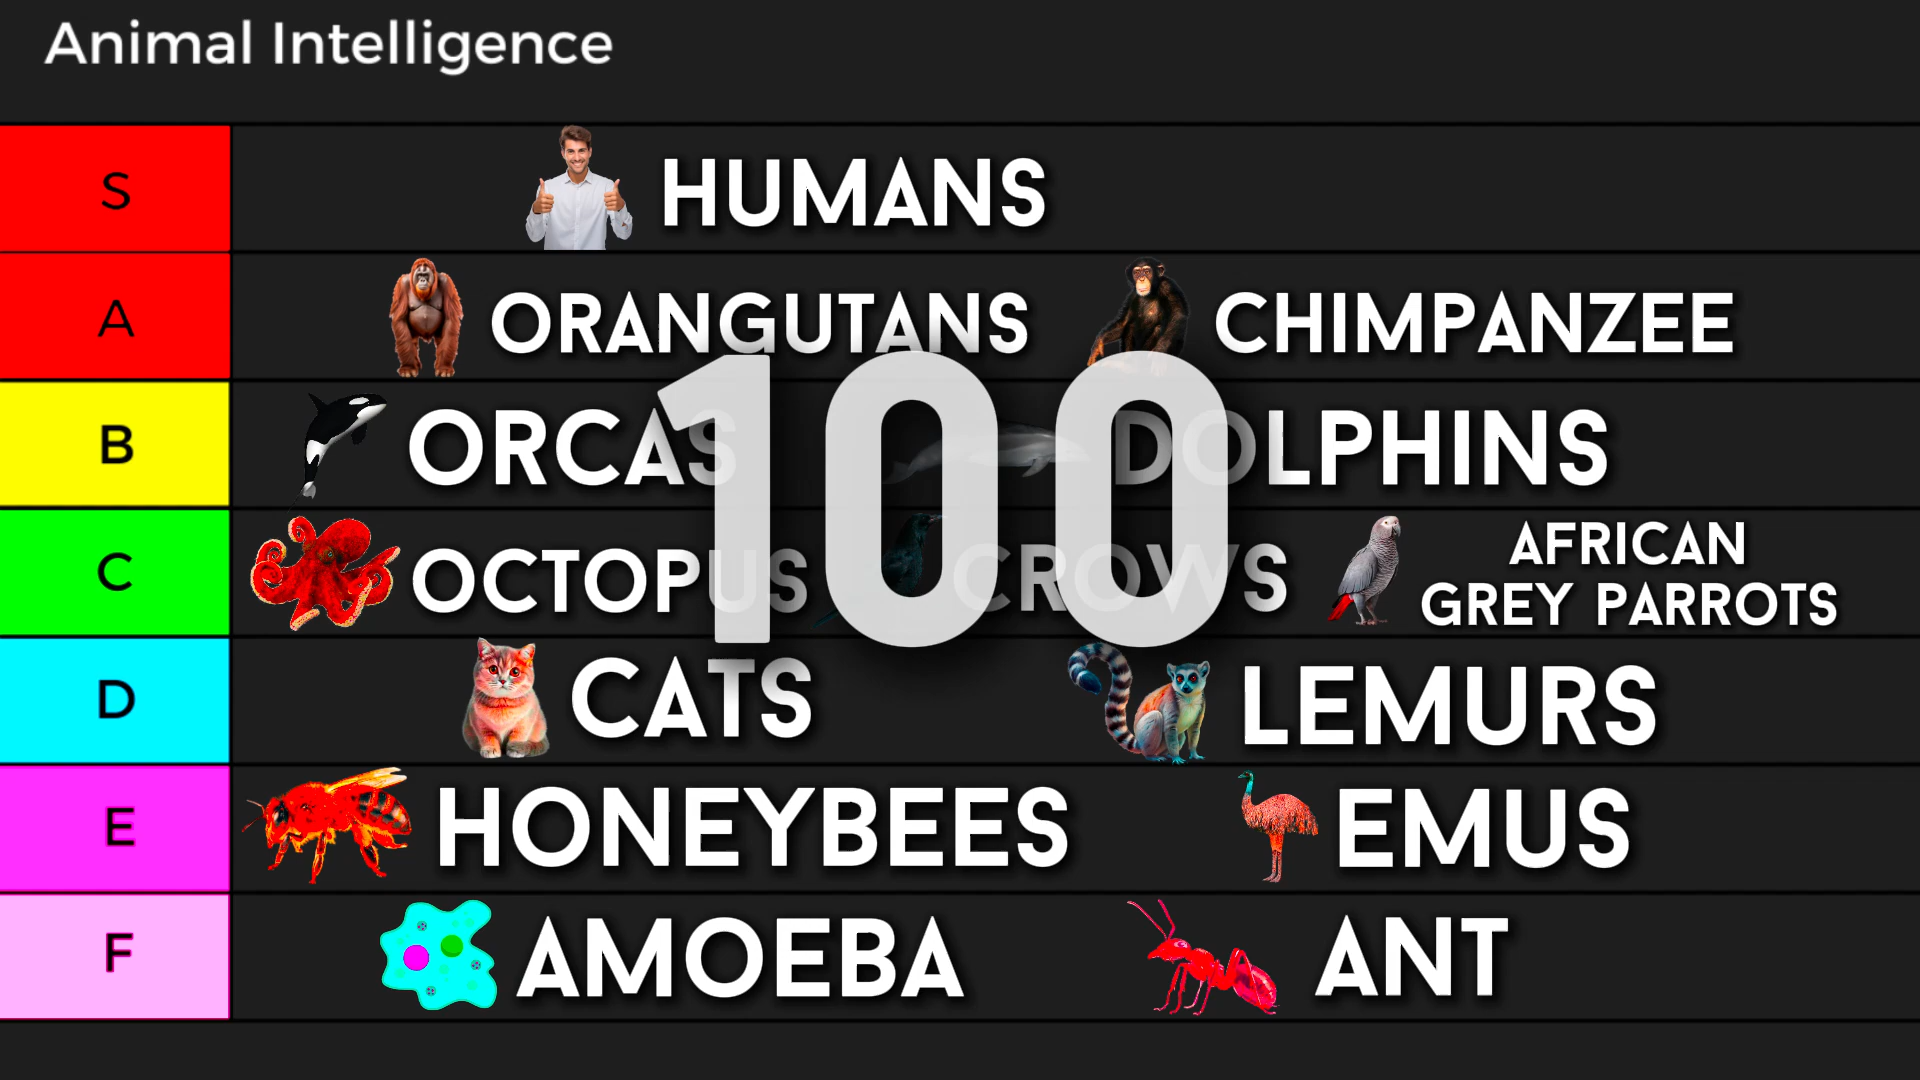 Animal Intelligence
S
HUMANS
A
ORANGUTANS
CHIMPANZEE
B
ORCAS
DOLPHINS
100
C
OCTOPUS
CROWS
AFRICAN
GREY PARROTS
D
CATS
LEMURS
E
HONEYBEES
EMUS
F
AMOEBA
ANT